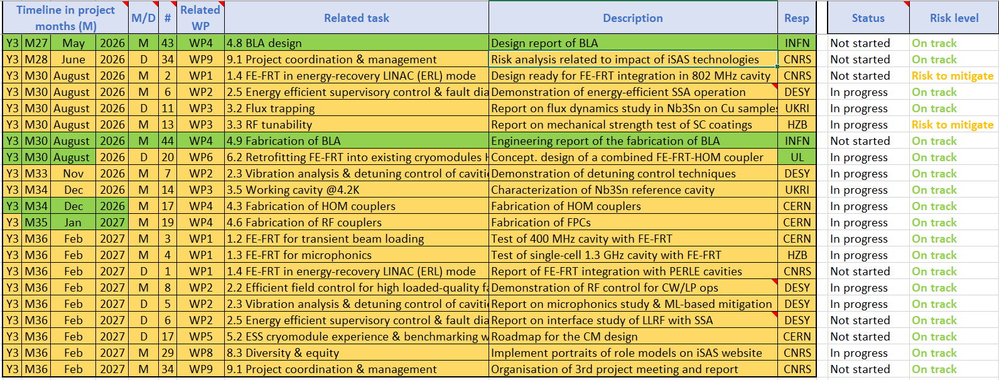 Timeline in project months (M) M/D # Related WP Related task Description Resp Status Risk level
Y3 M27 May 2026 M 43 WP4 4.8 BLA design Design report of BLA INFN Not started On track
Y3 M28 June 2026 D 34 WP9 9.1 Project coordination & management Risk analysis related to impact of iSAS technologies CNRS Not started On track
Y3 M30 August 2026 M 2 WP1 1.4 FE-FRT in energy-recovery LINAC (ERL) mode Design ready for FE-FRT integration in 802 MHz cavity CNRS Not started Risk to mitigate
Y3 M30 August 2026 M 6 WP2 2.5 Energy efficient supervisory control & fault dia Demonstration of energy-efficient SSA operation DESY In progress On track
Y3 M30 August 2026 D 11 WP3 3.2 Flux trapping Report on flux dynamics study in Nb3Sn on Cu samples UKRI In progress On track
Y3 M30 August 2026 M 13 WP3 3.3 RF tunability Report on mechanical strength test of SC coatings HZB In progress Risk to mitigate
Y3 M30 August 2026 M 44 WP4 4.9 Fabrication of BLA Engineering report of the fabrication of BLA INFN Not started On track
Y3 M30 August 2026 D 20 WP6 6.2 Retrofitting FE-FRT into existing cryomodules H Concept. design of a combined FE-FRT-HOM coupler UL In progress On track
Y3 M33 Nov 2026 M 7 WP2 2.3 Vibration analysis & detuning control of caviti Demonstration of detuning control techniques DESY In progress On track
Y3 M34 Dec 2026 M 14 WP3 3.5 Working cavity @4.2K Characterization of Nb3Sn reference cavity UKRI In progress On track
Y3 M34 Dec 2026 M 17 WP4 4.3 Fabrication of HOM couplers Fabrication of HOM couplers CERN In progress On track
Y3 M35 Jan 2027 M 19 WP4 4.6 Fabrication of RF couplers Fabrication of FPCs CERN In progress On track
Y3 M36 Feb 2027 M 3 WP1 1.2 FE-FRT for transient beam loading Test of 400 MHz cavity with FE-FRT CERN In progress On track
Y3 M36 Feb 2027 M 4 WP1 1.3 FE-FRT for microphonics Test of single-cell 1.3 GHz cavity with FE-FRT HZB In progress On track
Y3 M36 Feb 2027 D 1 WP1 1.4 FE-FRT in energy-recovery LINAC (ERL) mode Report of FE-FRT integration with PERLE cavities CNRS Not started On track
Y3 M36 Feb 2027 M 8 WP2 2.2 Efficient field control for high loaded-quality fa Demonstration of RF control for CW/LP ops DESY In progress On track
Y3 M36 Feb 2027 D 5 WP2 2.3 Vibration analysis & detuning control of caviti Report on microphonics study & ML-based mitigation DESY In progress On track
Y3 M36 Feb 2027 D 6 WP2 2.5 Energy efficient supervisory control & fault dia Report on interface study of LLRF with SSA DESY Not started On track
Y3 M36 Feb 2027 D 17 WP5 5.2 ESS cryomodule experience & benchmarking w Roadmap for the CM design CERN Not started On track
Y3 M36 Feb 2027 M 29 WP8 8.3 Diversity & equity Implement portraits of role models on iSAS website CNRS In progress On track
Y3 M36 Feb 2027 M 34 WP9 9.1 Project coordination & management Organisation of 3rd project meeting and report CNRS Not started On track